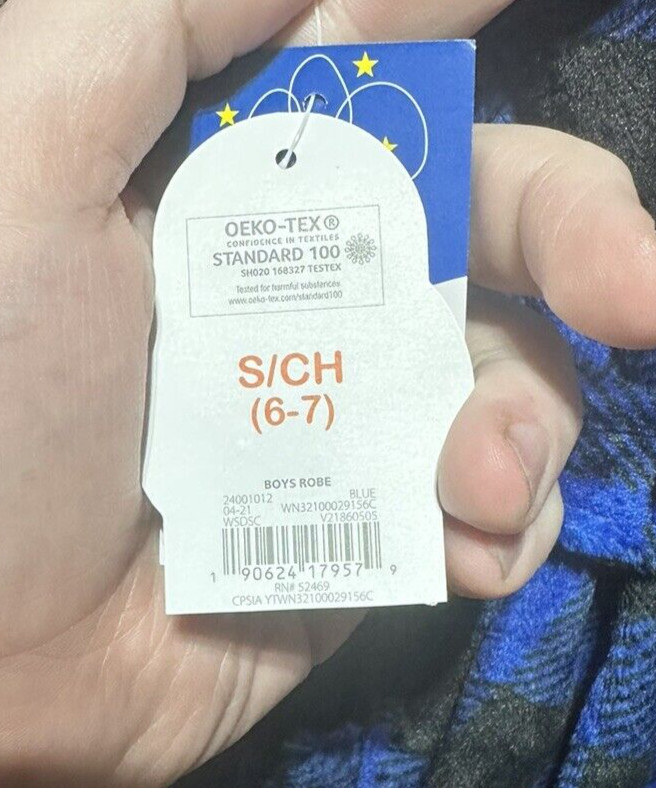 OEKO-TEX®
CONFIDENCE IN TEXTILES
STANDARD 100
SH020 168327 TESTEX
Tested for harmful substances
www.oeko-tex.com/standard100
S/CH
(6-7)
BOYS ROBE
24001012 BLUE
04-21 WN32100029156C
WSDSC V21860505
1 90624 17957 9
RN# 52469
CPSIA YTWN32100029156C